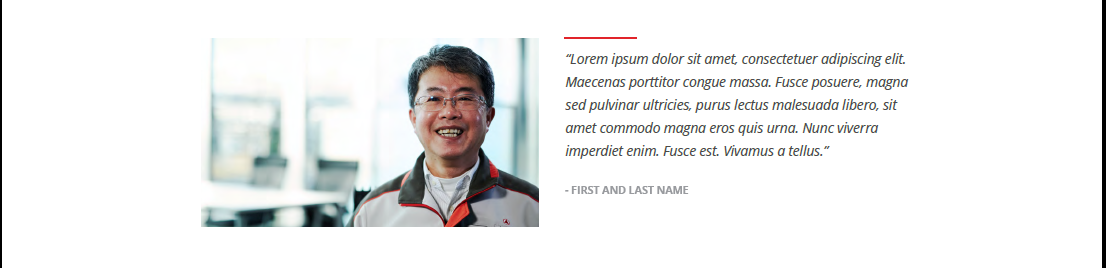 “Lorem ipsum dolor sit amet, consectetuer adipiscing elit.
Maecenas porttitor congue massa. Fusce posuere, magna
sed pulvinar ultricies, purus lectus malesuada libero, sit
amet commodo magna eros quis urna. Nunc viverra
imperdiet enim. Fusce est. Vivamus a tellus.”
- FIRST AND LAST NAME